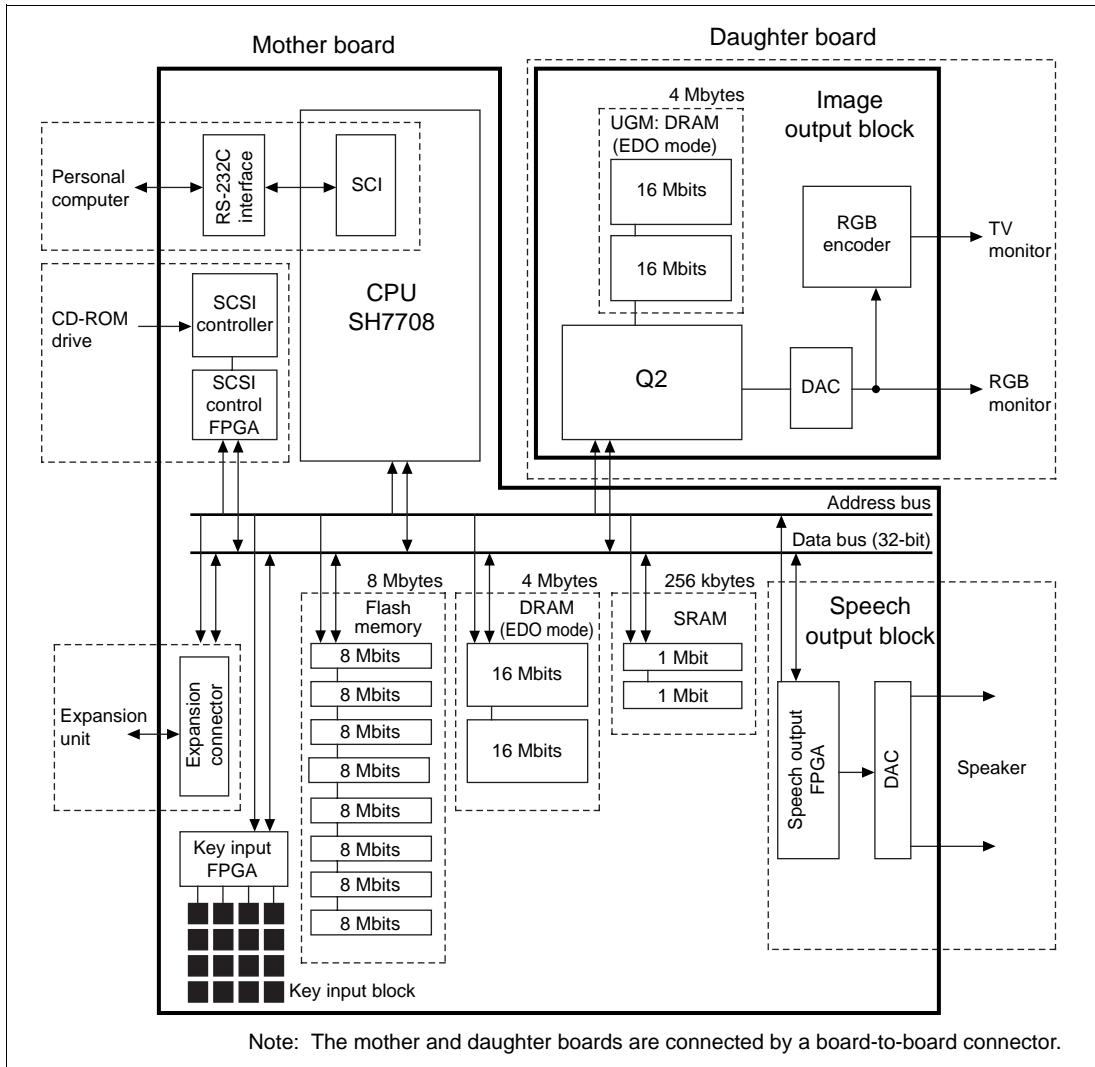 Mother board
Daughter board
4 Mbytes
Image
output block
UGM: DRAM
(EDO mode)
16 Mbits
16 Mbits
Personal
computer
RS-232C
interface
SCI
RGB
encoder
TV
monitor
CPU
SH7708
CD-ROM
drive
SCSI
controller
SCSI
control
FPGA
Q2
DAC
RGB
monitor
Address bus
Data bus (32-bit)
8 Mbytes
Flash
memory
8 Mbits
8 Mbits
8 Mbits
8 Mbits
8 Mbits
8 Mbits
8 Mbits
8 Mbits
4 Mbytes
DRAM
(EDO mode)
16 Mbits
16 Mbits
256 kbytes
SRAM
1 Mbit
1 Mbit
Speech
output block
Speech output
FPGA
DAC
Speaker
Expansion
unit
Expansion
connector
Key input
FPGA
Key input block
Note: The mother and daughter boards are connected by a board-to-board connector.